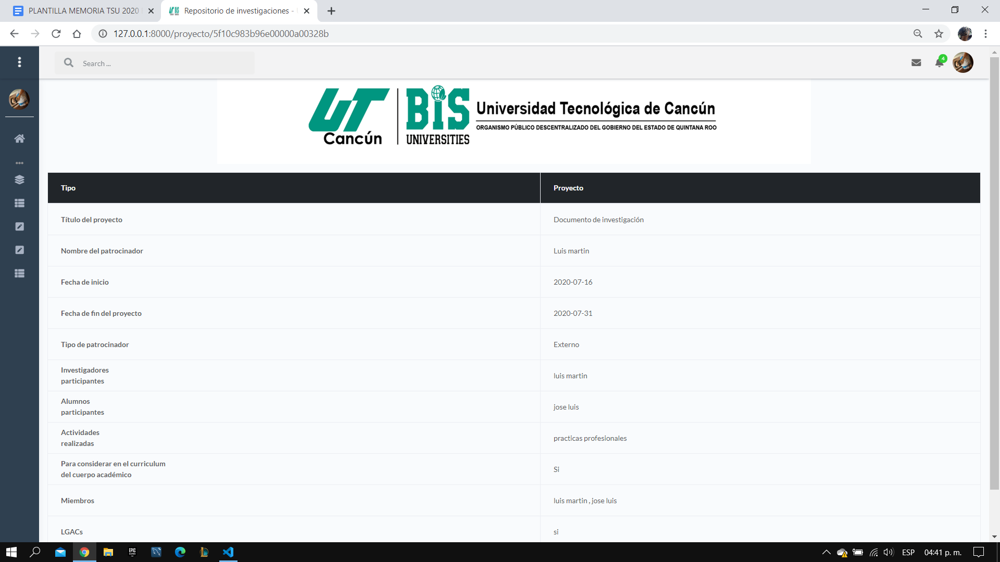 PLANTILLA MEMORIA TSU 2020
Repositorio de investigaciones -
127.0.0.1:8000/proyecto/5f10c983b96e00000a00328b
Search ...
4
UT
Cancún
BIS
UNIVERSITIES
Universidad Tecnológica de Cancún
ORGANISMO PÚBLICO DESCENTRALIZADO DEL GOBIERNO DEL ESTADO DE QUINTANA ROO
Tipo
Proyecto
Título del proyecto
Documento de investigación
Nombre del patrocinador
Luis martin
Fecha de inicio
2020-07-16
Fecha de fin del proyecto
2020-07-31
Tipo de patrocinador
Externo
Investigadores
participantes
luis martin
Alumnos
participantes
jose luis
Actividades
realizadas
practicas profesionales
Para considerar en el curriculum
del cuerpo académico
Si
Miembros
luis martin , jose luis
LGACs
si
EPIC
GAMES
ESP
04:41 p. m.